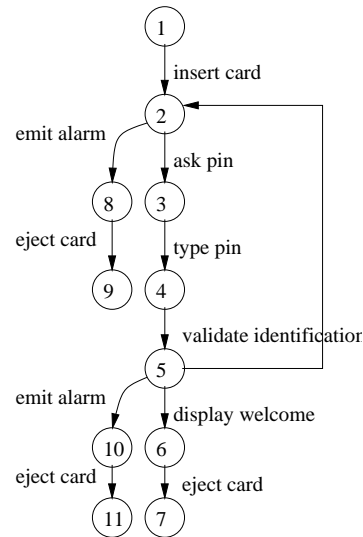 1
insert card
2
emit alarm
ask pin
8
3
eject card
type pin
9
4
validate identification
5
emit alarm
display welcome
10
6
eject card
eject card
11
7